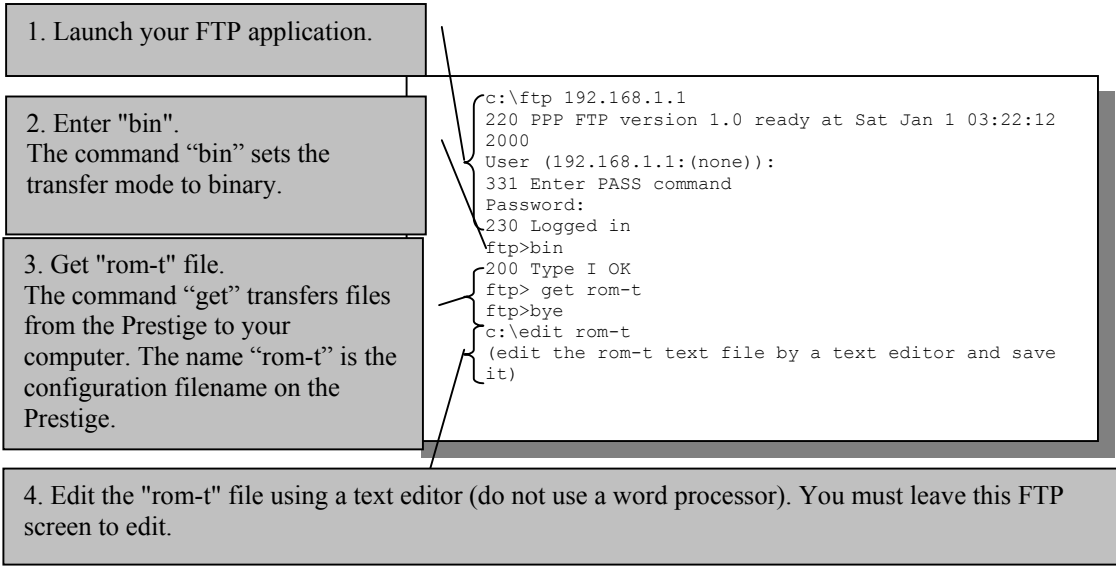 1. Launch your FTP application.
2. Enter "bin".
The command “bin” sets the
transfer mode to binary.
3. Get "rom-t" file.
The command “get” transfers files
from the Prestige to your
computer. The name “rom-t” is the
configuration filename on the
Prestige.
c:\ftp 192.168.1.1
220 PPP FTP version 1.0 ready at Sat Jan 1 03:22:12
2000
User (192.168.1.1:(none)):
331 Enter PASS command
Password:
230 Logged in
ftp>bin
200 Type I OK
ftp> get rom-t
ftp>bye
c:\edit rom-t
(edit the rom-t text file by a text editor and save
it)
4. Edit the "rom-t" file using a text editor (do not use a word processor). You must leave this FTP
screen to edit.